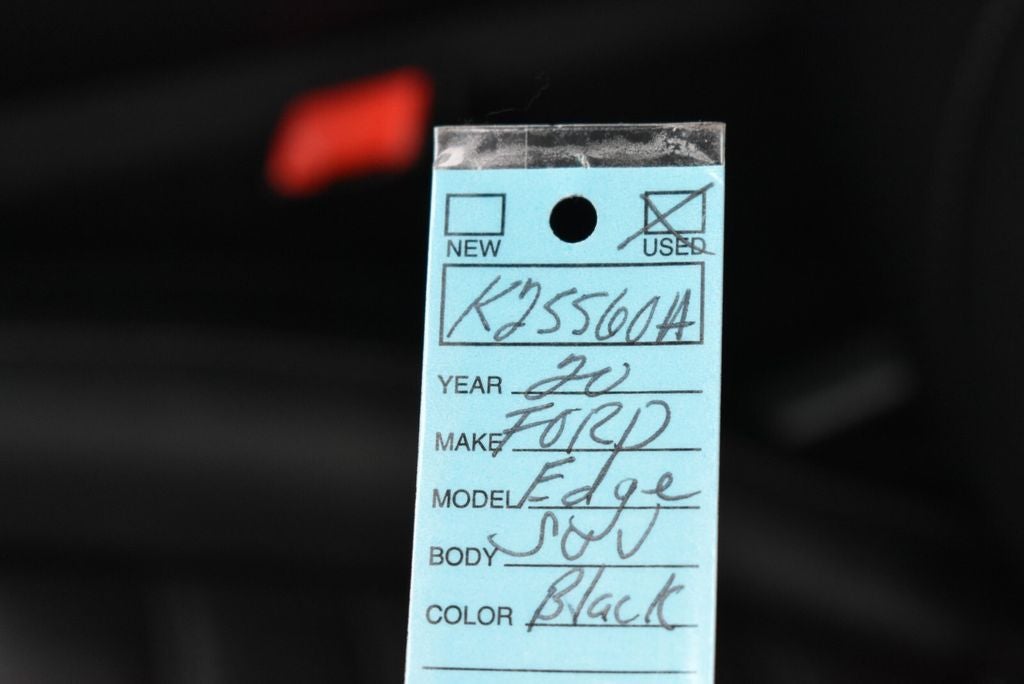 NEW USED
K25560A
YEAR 20
MAKE FORD
MODEL Edge
BODY SUV
COLOR Black